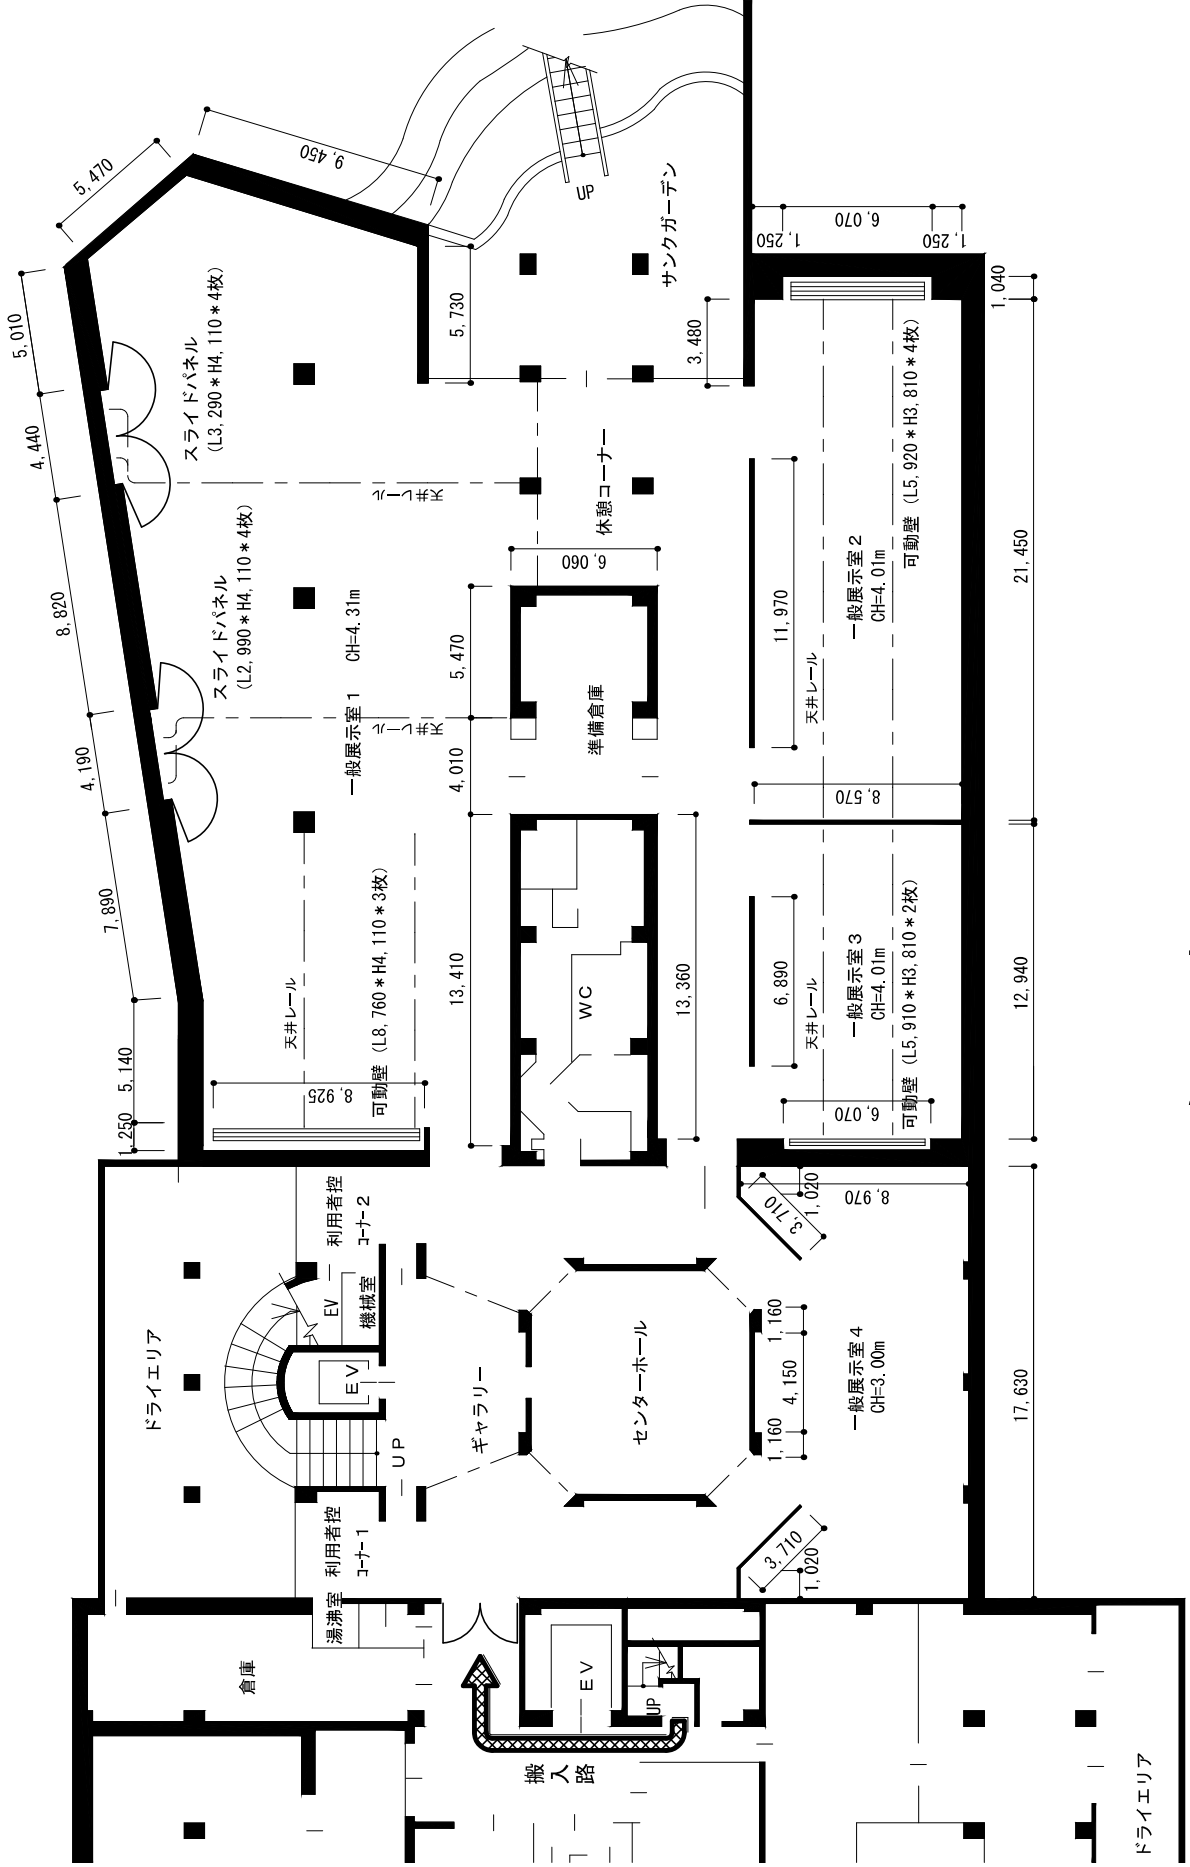 5,470
9,450
5,010
4,440
8,820
4,190
7,890
5,140
1,250
スライドパネル
(L3,290*H4,110*4枚)
スライドパネル
(L2,990*H4,110*4枚)
天井レール
天井レール
一般展示室1 CH=4.31m
天井レール
可動壁 (L8,760*H4,110*3枚)
8,925
UP
サンクガーデン
5,730
3,480
1,250
6,070
1,250
1,040
休憩コーナー
6,060
5,470
4,010
13,410
準備倉庫
WC
13,360
11,970
天井レール
一般展示室2
CH=4.01m
可動壁 (L5,920*H3,810*4枚)
21,450
8,570
6,890
天井レール
一般展示室3
CH=4.01m
可動壁 (L5,910*H3,810*2枚)
6,070
12,940
ドライエリア
利用者控
コーナー2
EV
機械室
EV
UP
利用者控
コーナー1
湯沸室
ギャラリー
センターホール
3,710
1,020
8,970
1,160
4,150
1,160
一般展示室4
CH=3.00m
17,630
3,710
1,020
倉庫
EV
UP
搬入路
ドライエリア